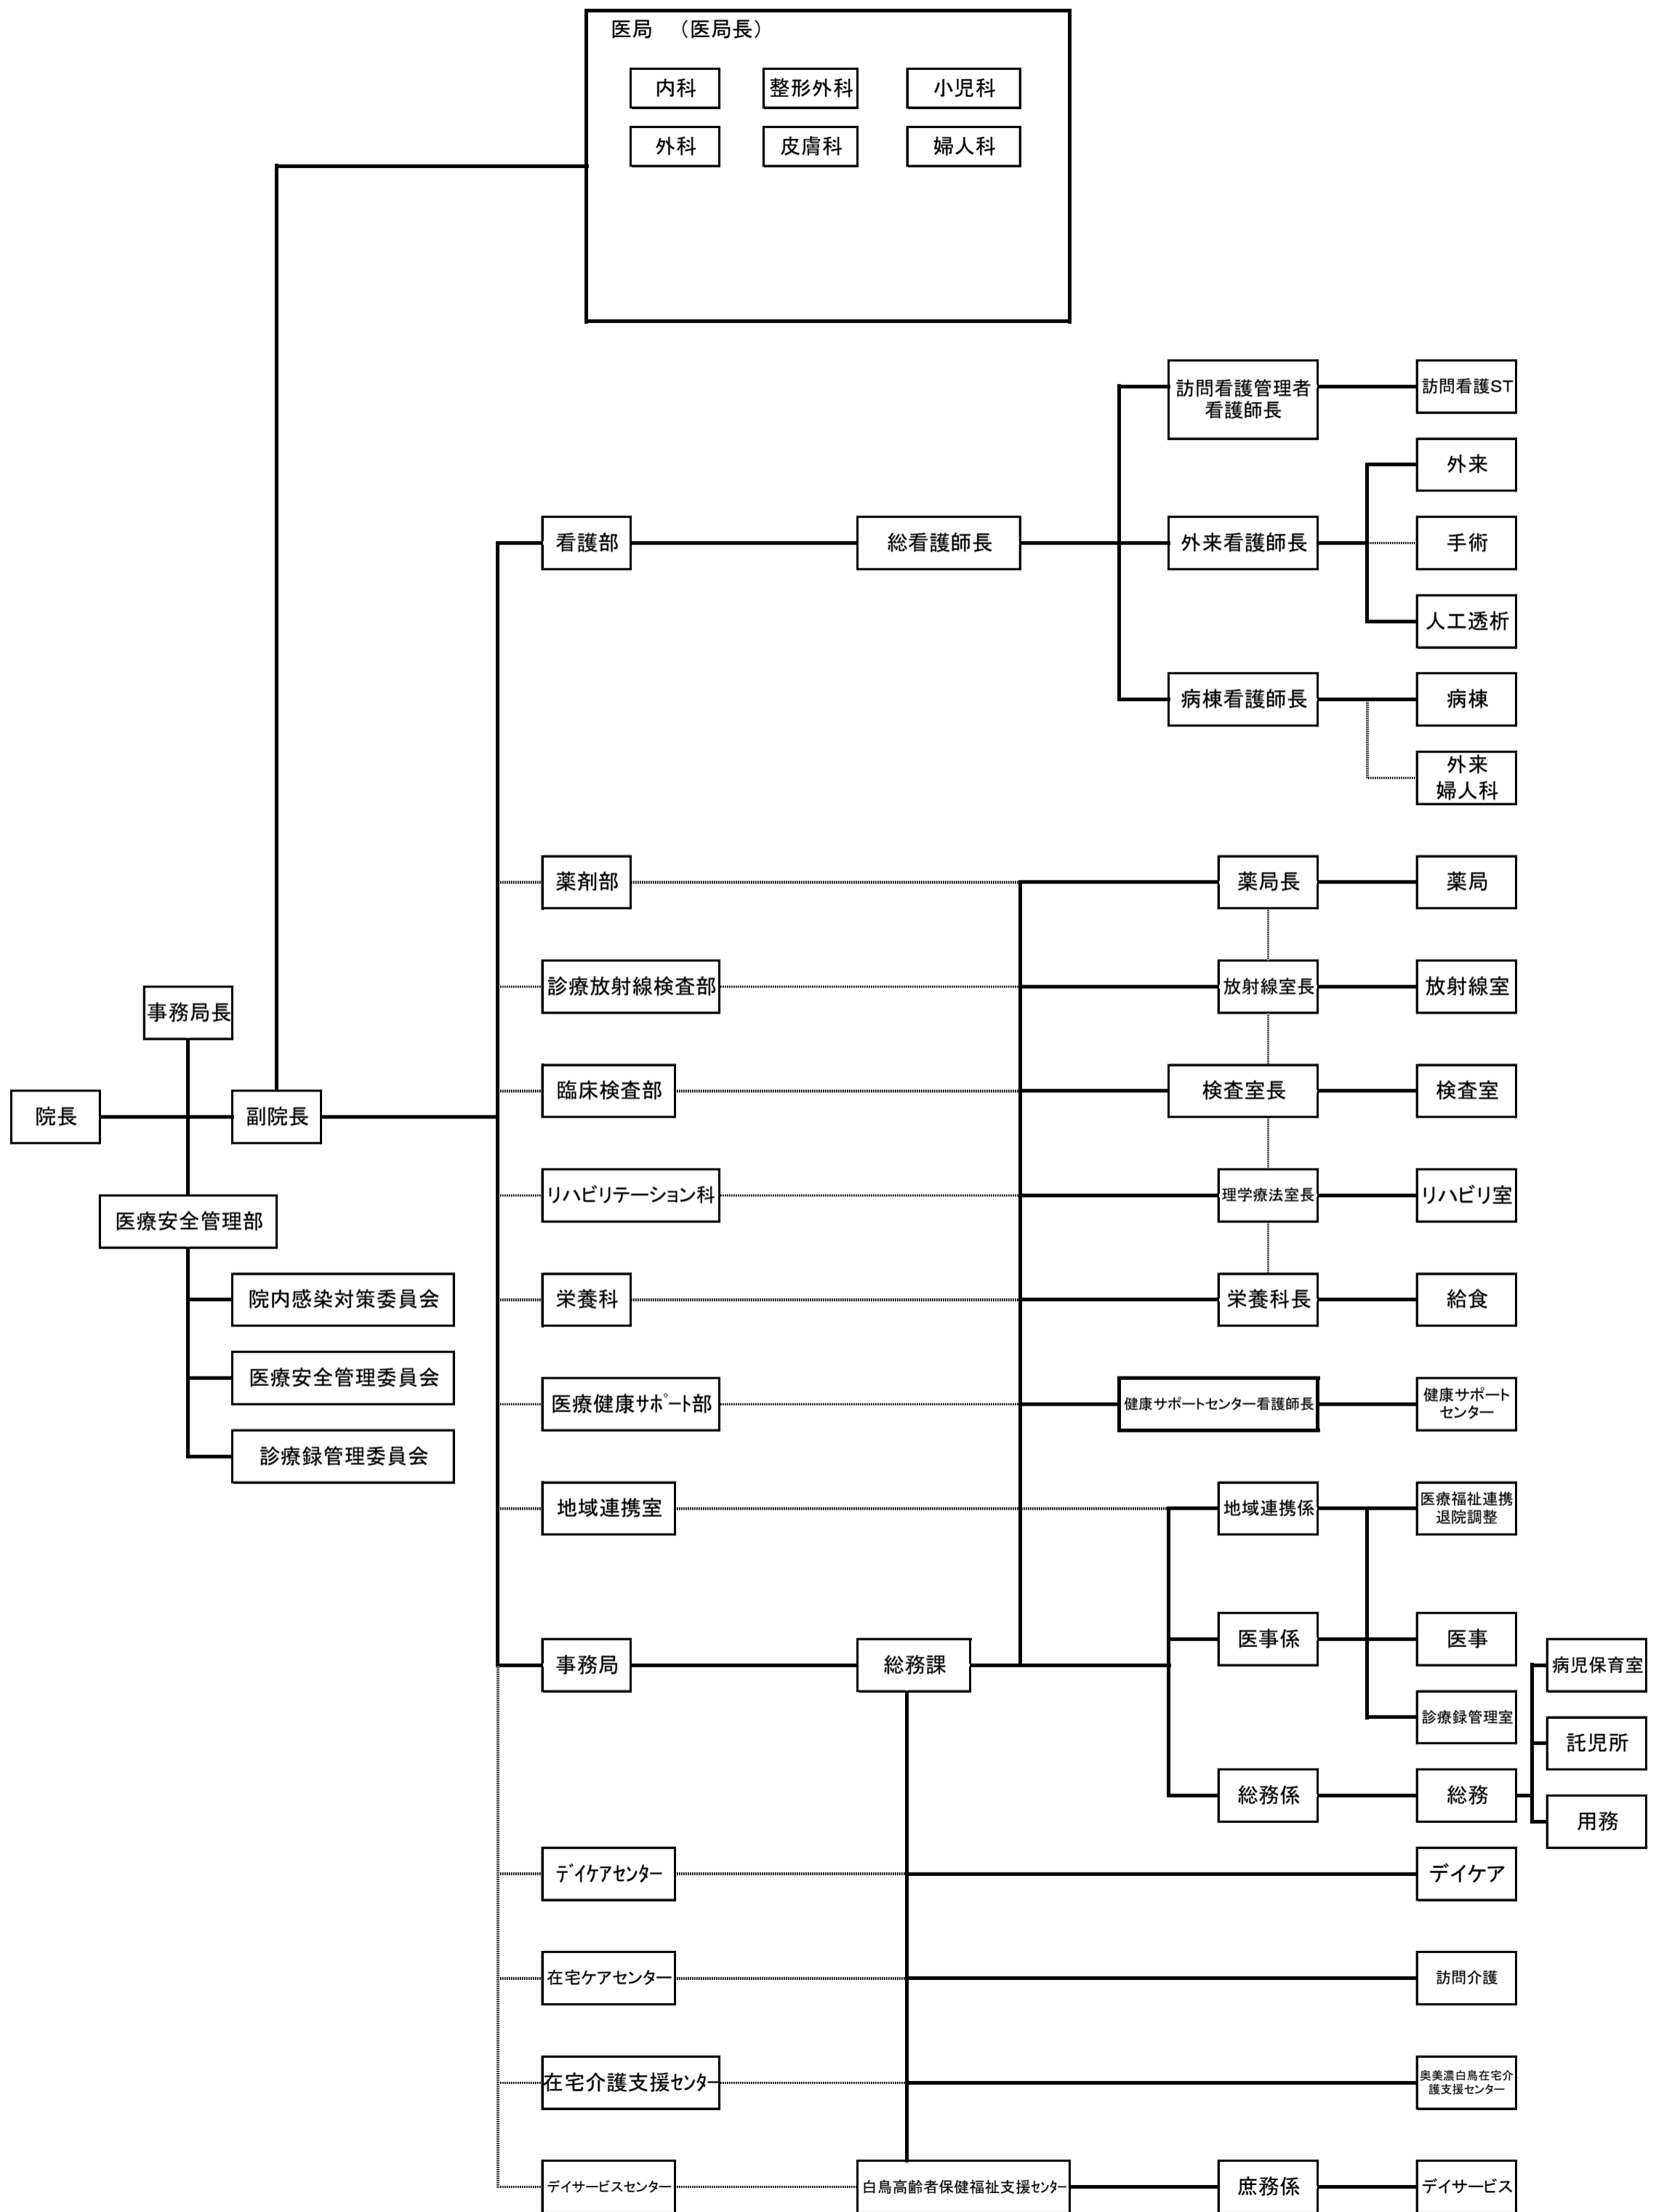 医局　（医局長）
内科
整形外科
小児科
外科
皮膚科
婦人科
訪問看護管理者
看護師長
訪問看護ST
外来
看護部
総看護師長
外来看護師長
手術
人工透析
病棟看護師長
病棟
外来
婦人科
薬剤部
薬局長
薬局
診療放射線検査部
放射線室長
放射線室
事務局長
臨床検査部
検査室長
検査室
院長
副院長
リハビリテーション科
理学療法室長
リハビリ室
医療安全管理部
院内感染対策委員会
栄養科
栄養科長
給食
医療安全管理委員会
医療健康ｻﾎﾟｰﾄ部
健康サポートセンター看護師長
健康サポート
センター
診療録管理委員会
地域連携室
地域連携係
医療福祉連携
退院調整
医事係
医事
事務局
総務課
病児保育室
診療録管理室
託児所
総務係
総務
用務
ﾃﾞｲｹｱｾﾝﾀｰ
デイケア
在宅ケアセンター
訪問介護
在宅介護支援ｾﾝﾀｰ
奥美濃白鳥在宅介
護支援センター
デイサービスセンター
白鳥高齢者保健福祉支援ｾﾝﾀｰ
庶務係
デイサービス